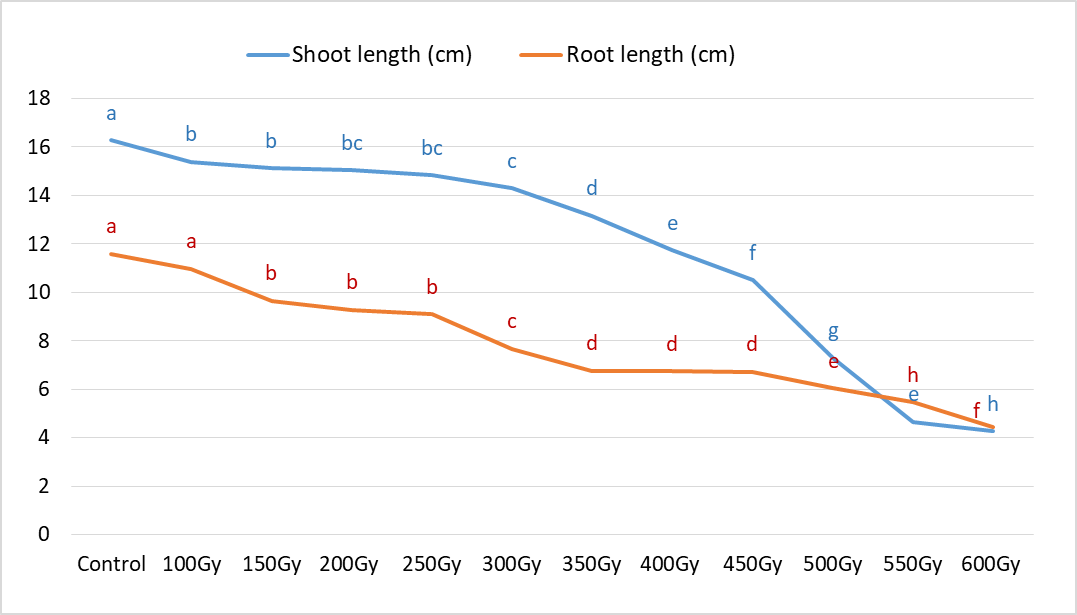 Shoot length (cm) Root length (cm)
18
a
b
b
bc
bc
c
16
d
14
a
e
a
12
f
b
b
b
10
c
g
d
d
d
8
e
h
6
e
f
h
4
2
0
Control 100Gy 150Gy 200Gy 250Gy 300Gy 350Gy 400Gy 450Gy 500Gy 550Gy 600Gy